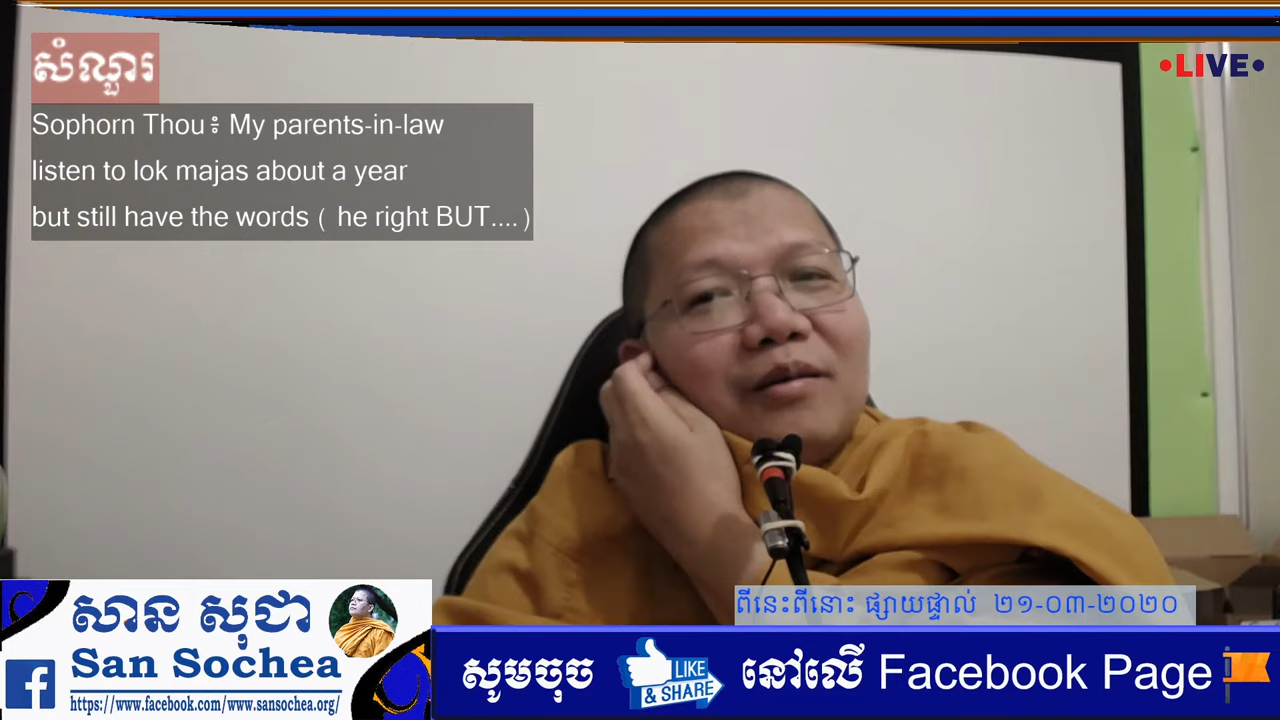 សំណួរ
•LIVE•
Sophorn Thou៖ My parents-in-law
listen to lok majas about a year
but still have the words ( he right BUT....)
ពីនេះពីនោះ ផ្សាយផ្ទាល់ ២១-០៣-២០២០
សាន សុជា
San Sochea
https://www.facebook.com/www.sansochea.org/
សូមចុច LIKE & SHARE នៅលើ Facebook Page